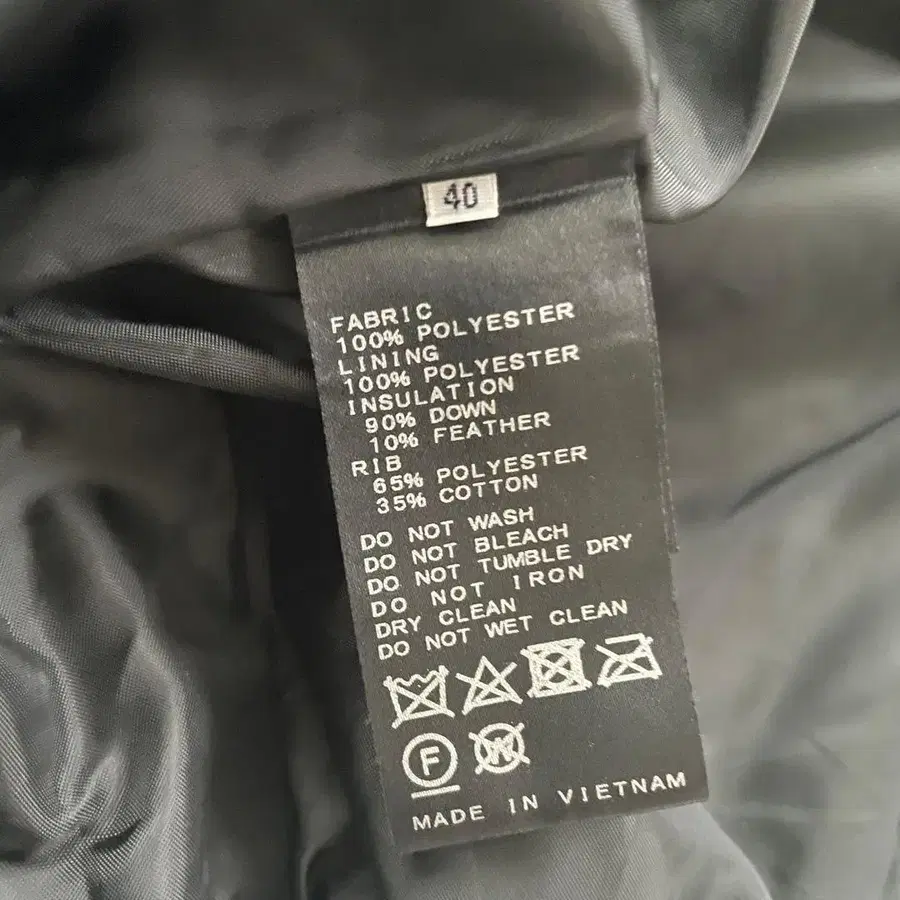 40
FABRIC
100% POLYESTER
LINING
100% POLYESTER
INSULATION
90% DOWN
10% FEATHER
RIB
65% POLYESTER
35% COTTON
DO NOT WASH
DO NOT BLEACH
DO NOT TUMBLE DRY
DO NOT IRON
DRY CLEAN
DO NOT WET CLEAN
F W
MADE IN VIETNAM